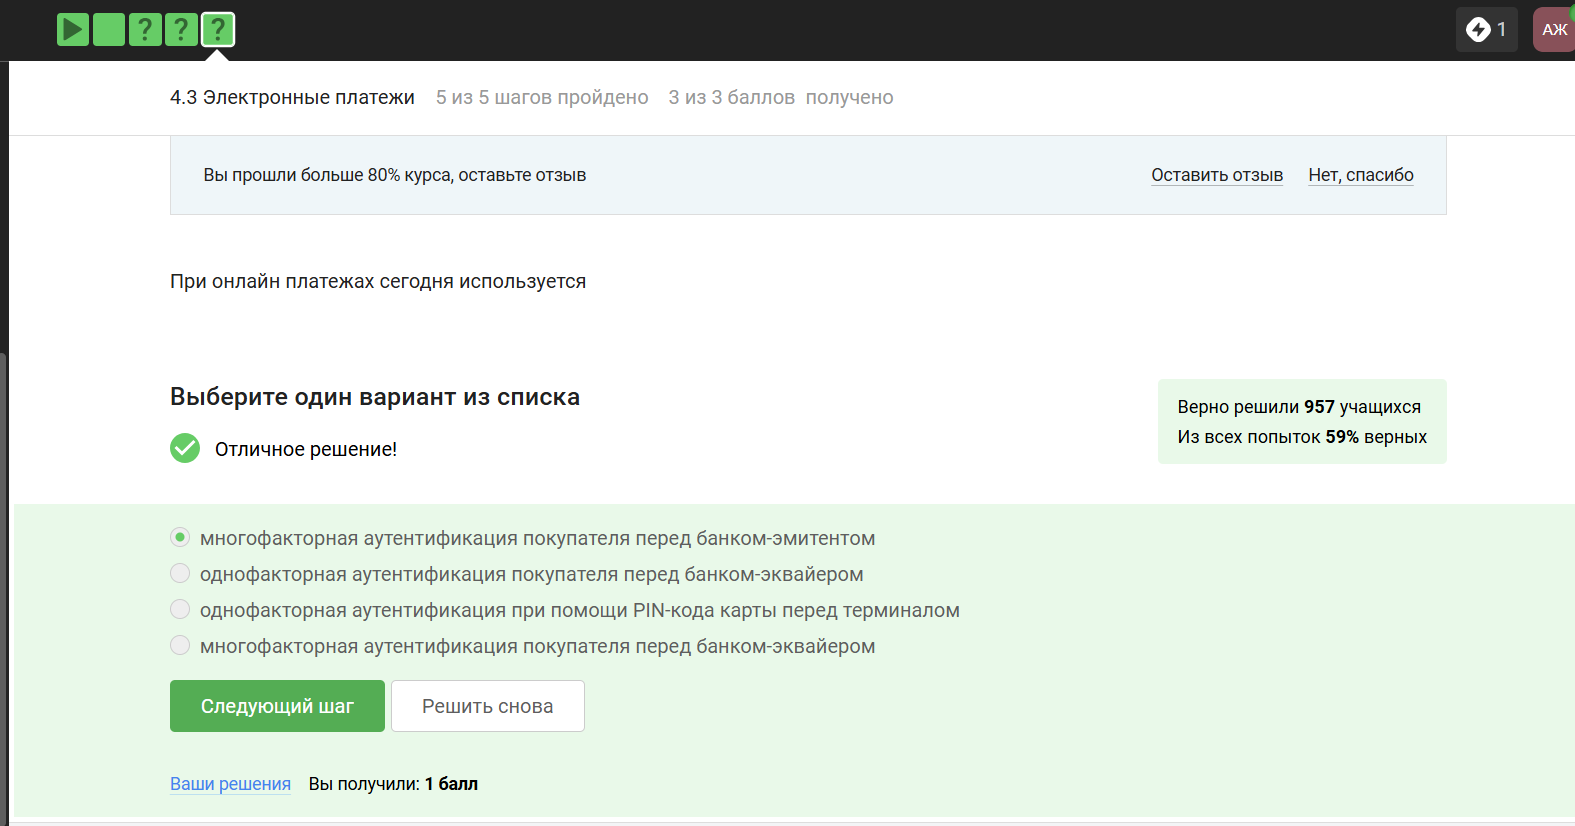 ? ? ?
1
АЖ
4.3 Электронные платежи 5 из 5 шагов пройдено 3 из 3 баллов получено
Вы прошли больше 80% курса, оставьте отзыв Оставить отзыв Нет, спасибо
При онлайн платежах сегодня используется
Выберите один вариант из списка
Верно решили 957 учащихся
Из всех попыток 59% верных
Отличное решение!
многофакторная аутентификация покупателя перед банком-эмитентом
однофакторная аутентификация покупателя перед банком-эквайером
однофакторная аутентификация при помощи PIN-кода карты перед терминалом
многофакторная аутентификация покупателя перед банком-эквайером
Следующий шаг Решить снова
Ваши решения Вы получили: 1 балл